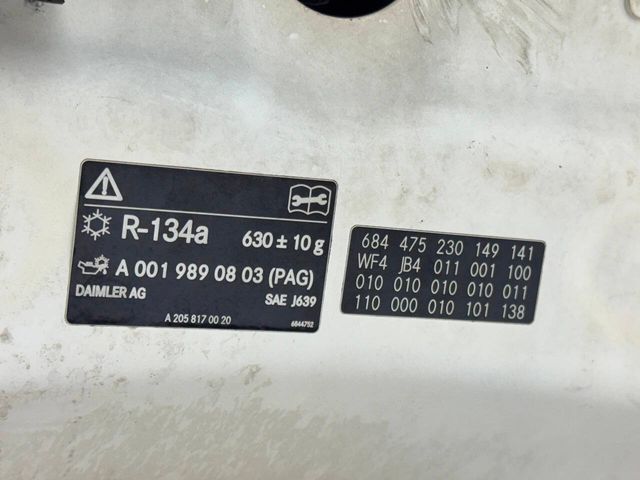 R-134a 630 ± 10 g
A 001 989 08 03 (PAG)
DAIMLER AG SAE J639
A 205 817 00 20
6844752
684 475 230 149 141
WF4 JB4 011 001 100
010 010 010 010 011
110 000 010 101 138